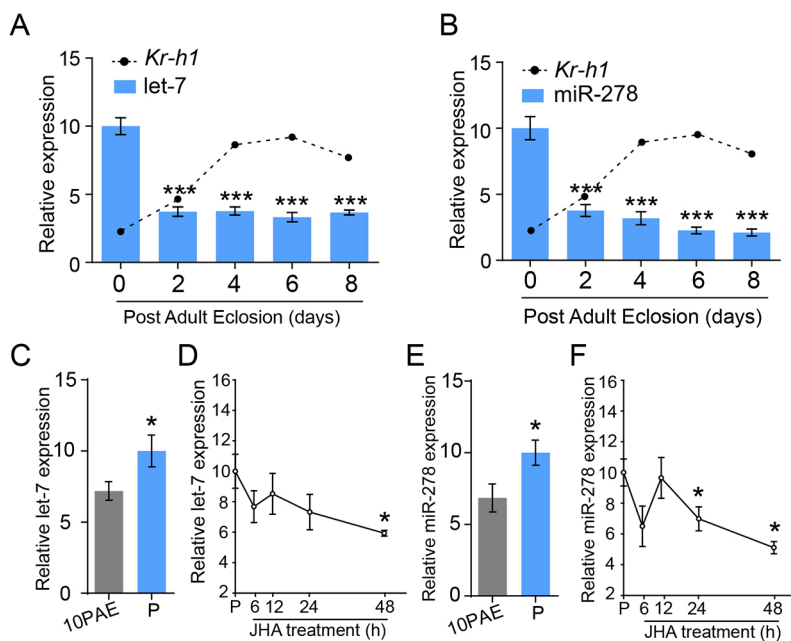 A
Kr-h1
let-7
Relative expression
15
10
5
0
***
***
***
***
0 2 4 6 8
Post Adult Eclosion (days)
B
Kr-h1
miR-278
Relative expression
15
10
5
0
***
***
***
***
0 2 4 6 8
Post Adult Eclosion (days)
C
Relative let-7 expression
15
10
5
0
*
10PAE P
D
Relative let-7 expression
16
14
12
10
8
6
4
2
*
P 6 12 24 48
JHA treatment (h)
E
Relative miR-278 expression
15
10
5
0
*
10PAE P
F
Relative miR-278 expression
16
14
12
10
8
6
4
2
*
*
P 6 12 24 48
JHA treatment (h)